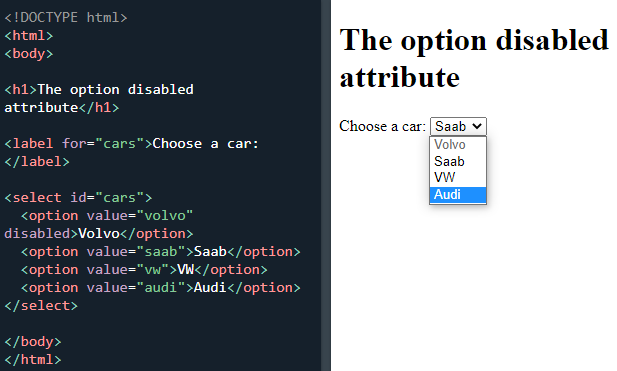 <!DOCTYPE html>
<html>
<body>
<h1>The option disabled
attribute</h1>
<label for="cars">Choose a car:
</label>
<select id="cars">
  <option value="volvo"
disabled>Volvo</option>
  <option value="saab">Saab</option>
  <option value="vw">VW</option>
  <option value="audi">Audi</option>
</select>
</body>
</html>
The option disabled
attribute
Choose a car: Saab
Volvo
Saab
VW
Audi